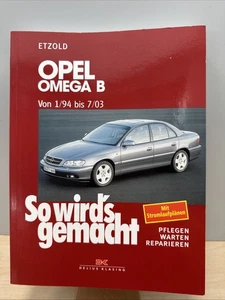 ETZOLD
OPEL
OMEGA B
Von 1/94 bis 7/03
Mit
Stromlaufplänen
So wird's
gemacht
PFLEGEN
WARTEN
REPARIEREN
DK
DELIUS KLASING